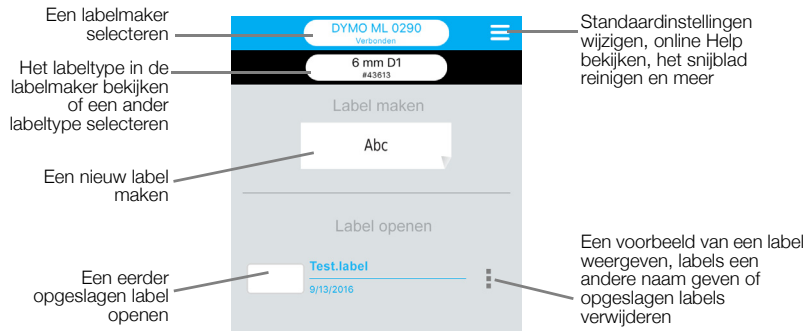 Een labelmaker
selecteren
Het labeltype in de
labelmaker bekijken
of een ander
labeltype selecteren
Een nieuw label
maken
Een eerder
opgeslagen label
openen
DYMO ML 0290
Verbonden
6 mm D1
#43613
Label maken
Abc
Label openen
Test.label
9/13/2016
Standaardinstellingen
wijzigen, online Help
bekijken, het snijblad
reinigen en meer
Een voorbeeld van een label
weergeven, labels een
andere naam geven of
opgeslagen labels
verwijderen